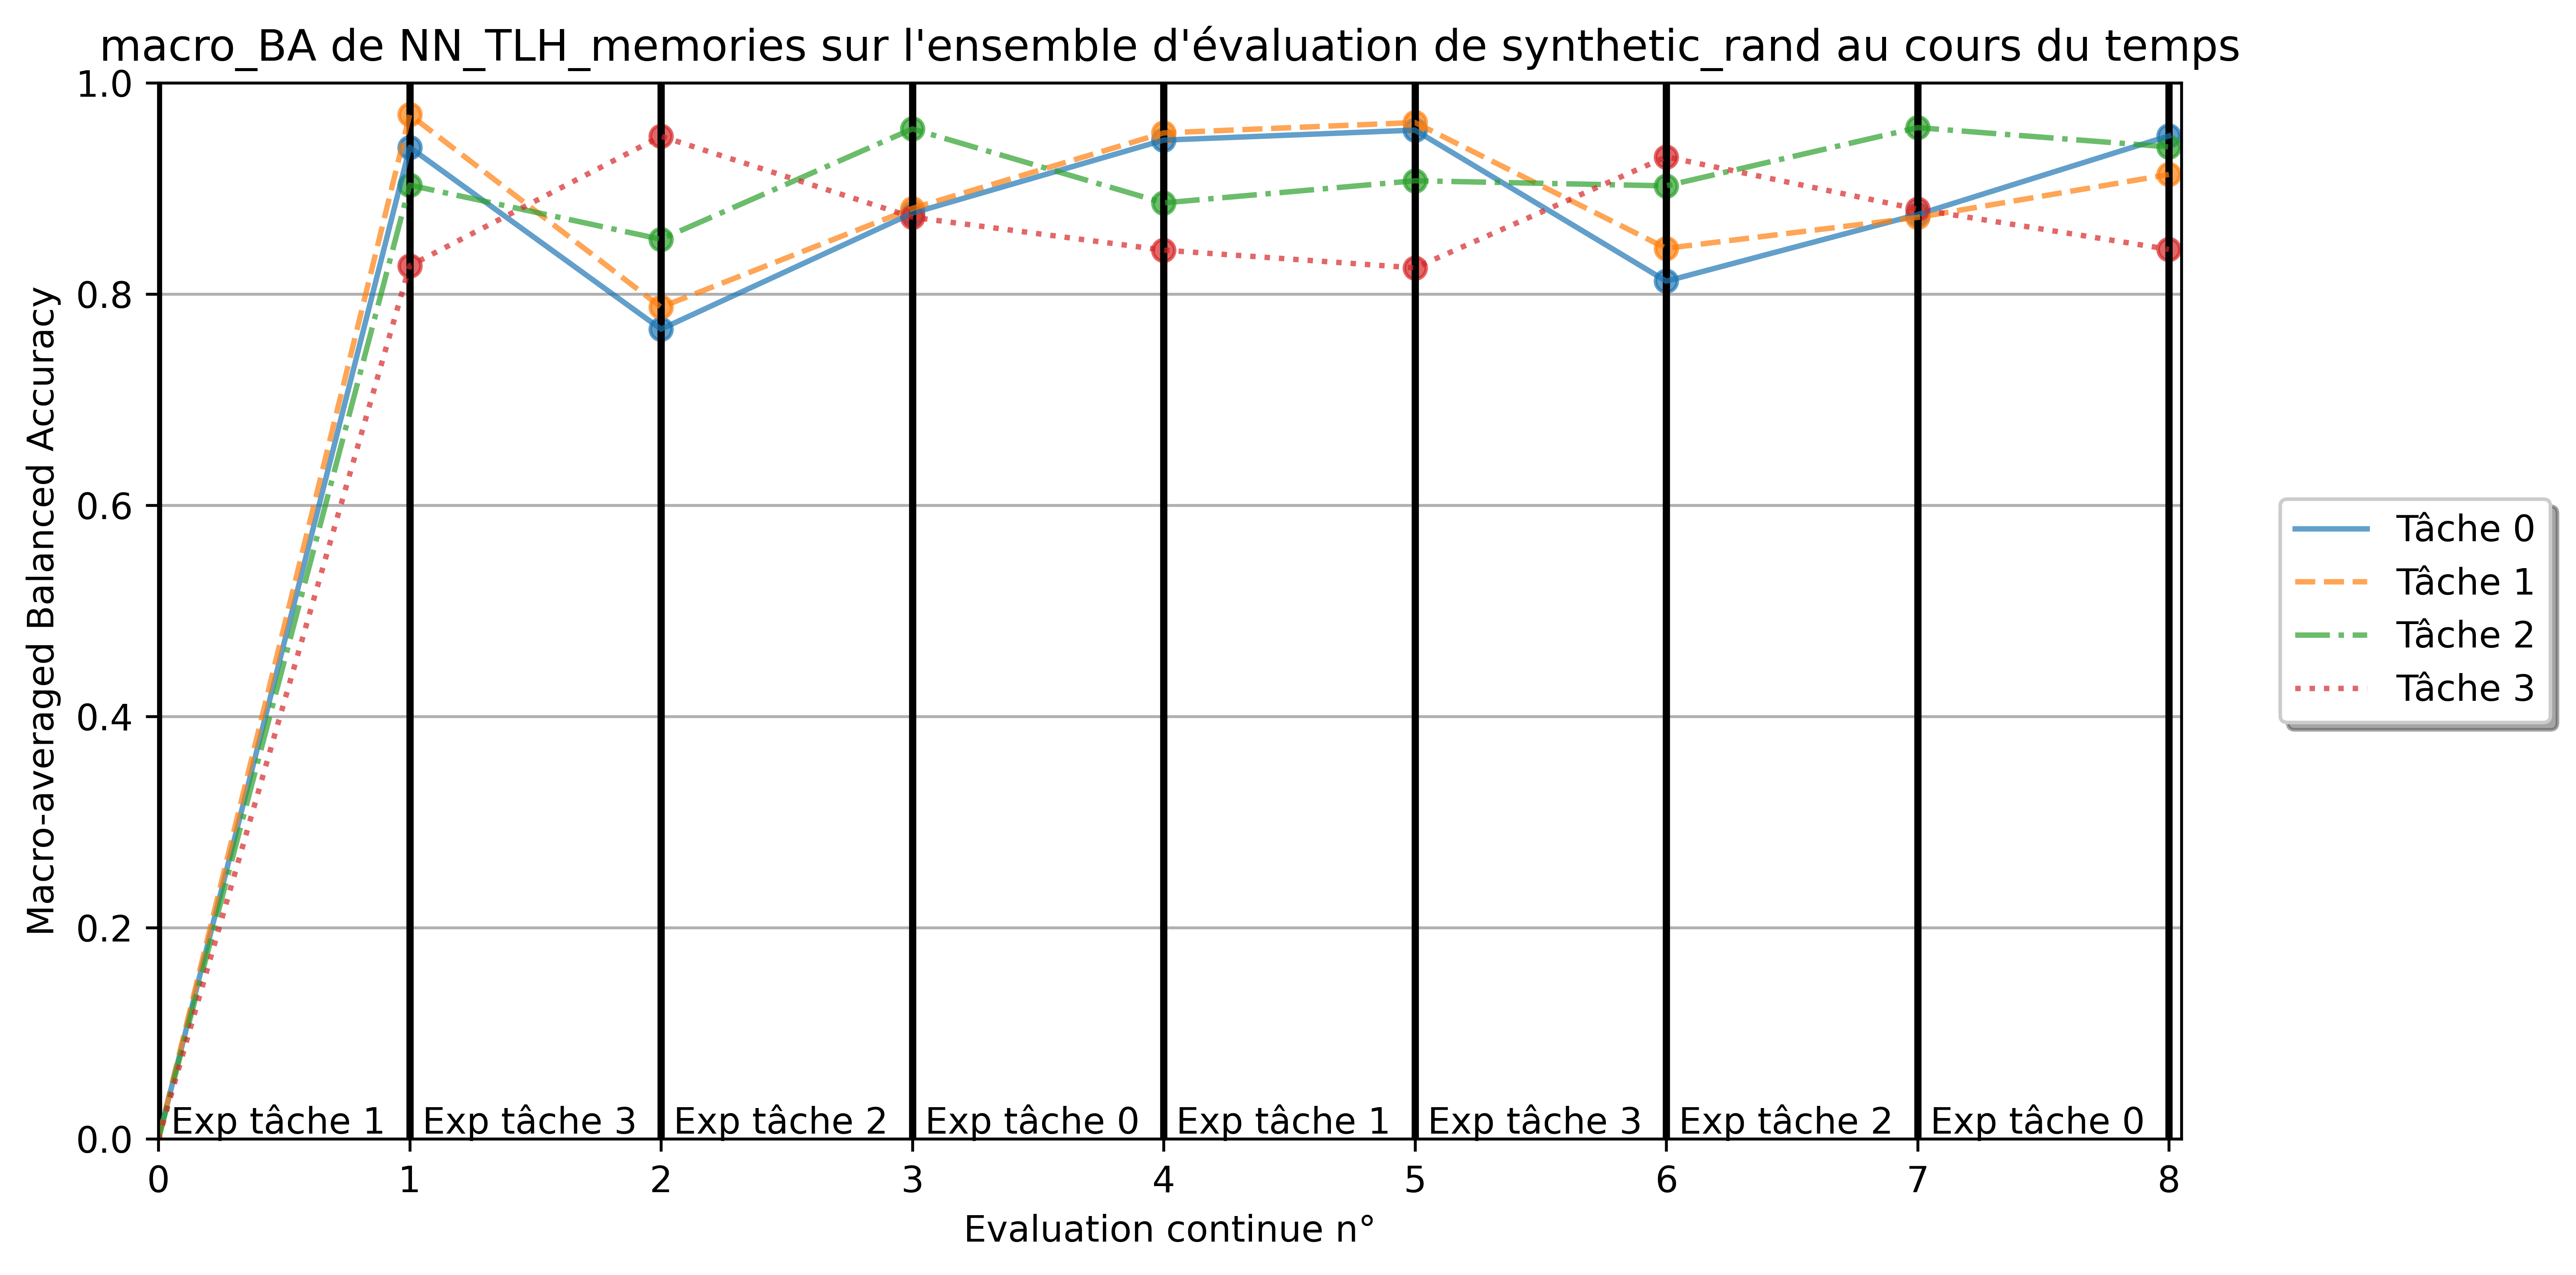 macro_BA de NN_TLH_memories sur l'ensemble d'évaluation de synthetic_rand au cours du temps
Macro-averaged Balanced Accuracy
1.0
0.8
0.6
0.4
0.2
0.0
Exp tâche 1
Exp tâche 3
Exp tâche 2
Exp tâche 0
Exp tâche 1
Exp tâche 3
Exp tâche 2
Exp tâche 0
0 1 2 3 4 5 6 7 8
Evaluation continue n°
Tâche 0
Tâche 1
Tâche 2
Tâche 3